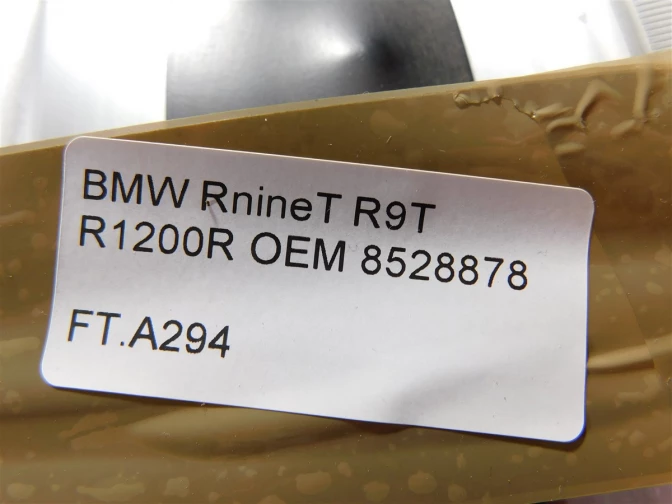 BMW RnineT R9T
R1200R OEM 8528878
FT.A294